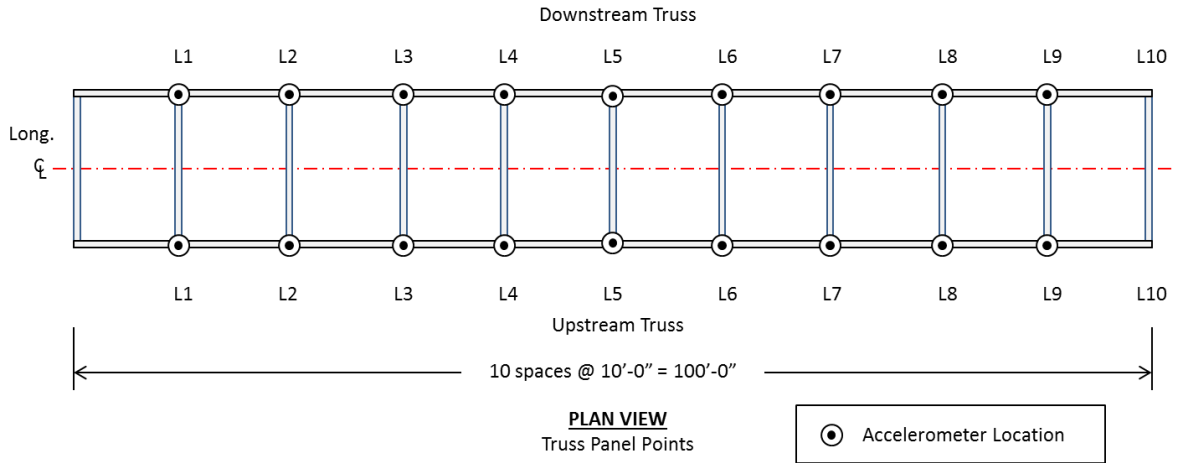 Downstream Truss
L1 L2 L3 L4 L5 L6 L7 L8 L9 L10
Long.
℄
L1 L2 L3 L4 L5 L6 L7 L8 L9 L10
Upstream Truss
10 spaces @ 10’-0” = 100’-0”
PLAN VIEW
Truss Panel Points
Accelerometer Location